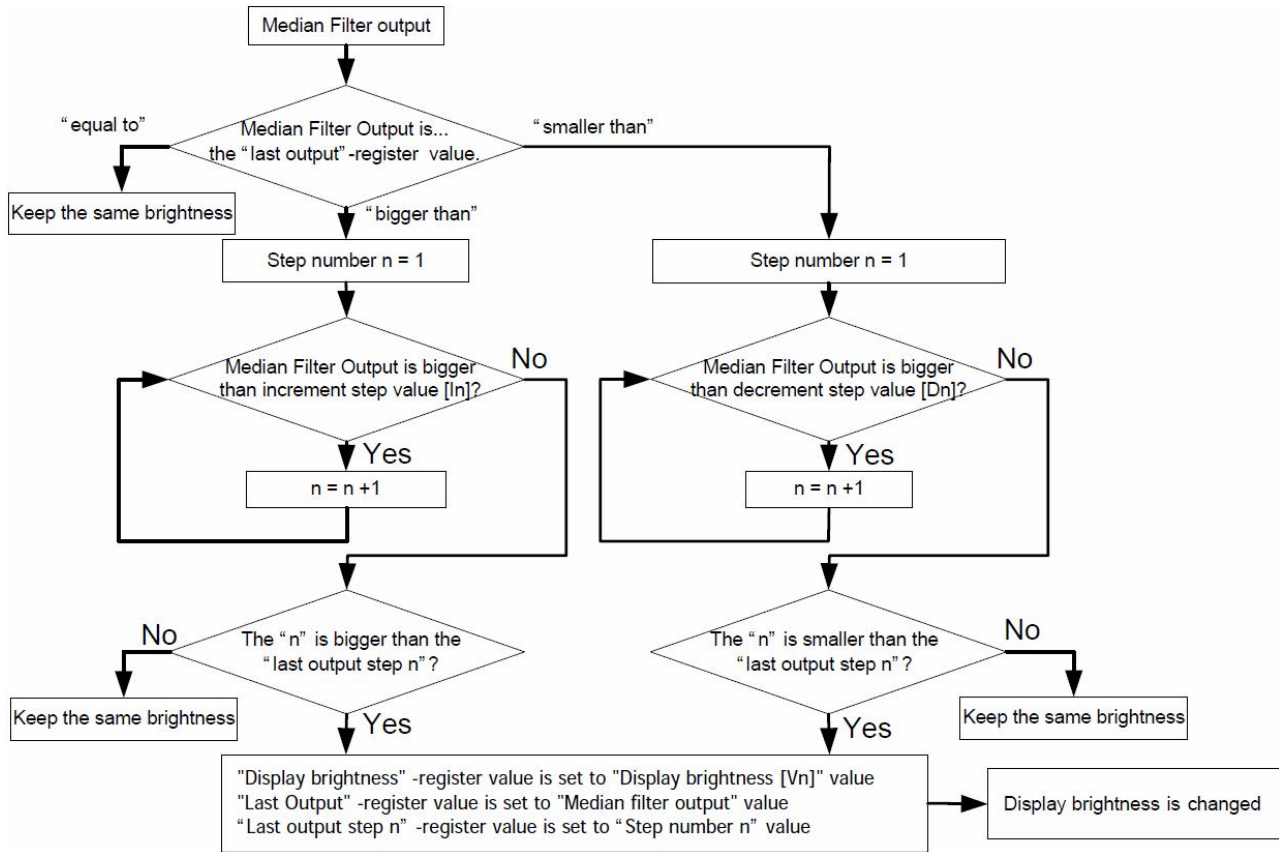 Median Filter output
Median Filter Output is...
the “last output”-register value.
“equal to”
“smaller than”
“bigger than”
Keep the same brightness
Step number n = 1
Step number n = 1
Median Filter Output is bigger
than increment step value [In]?
No
Yes
n = n +1
Median Filter Output is bigger
than decrement step value [Dn]?
No
Yes
n = n +1
The “n” is bigger than the
“last output step n”?
No
Yes
Keep the same brightness
The “n” is smaller than the
“last output step n”?
No
Yes
Keep the same brightness
"Display brightness" -register value is set to "Display brightness [Vn]" value
"Last Output" -register value is set to "Median filter output" value
“Last output step n” -register value is set to “Step number n” value
Display brightness is changed